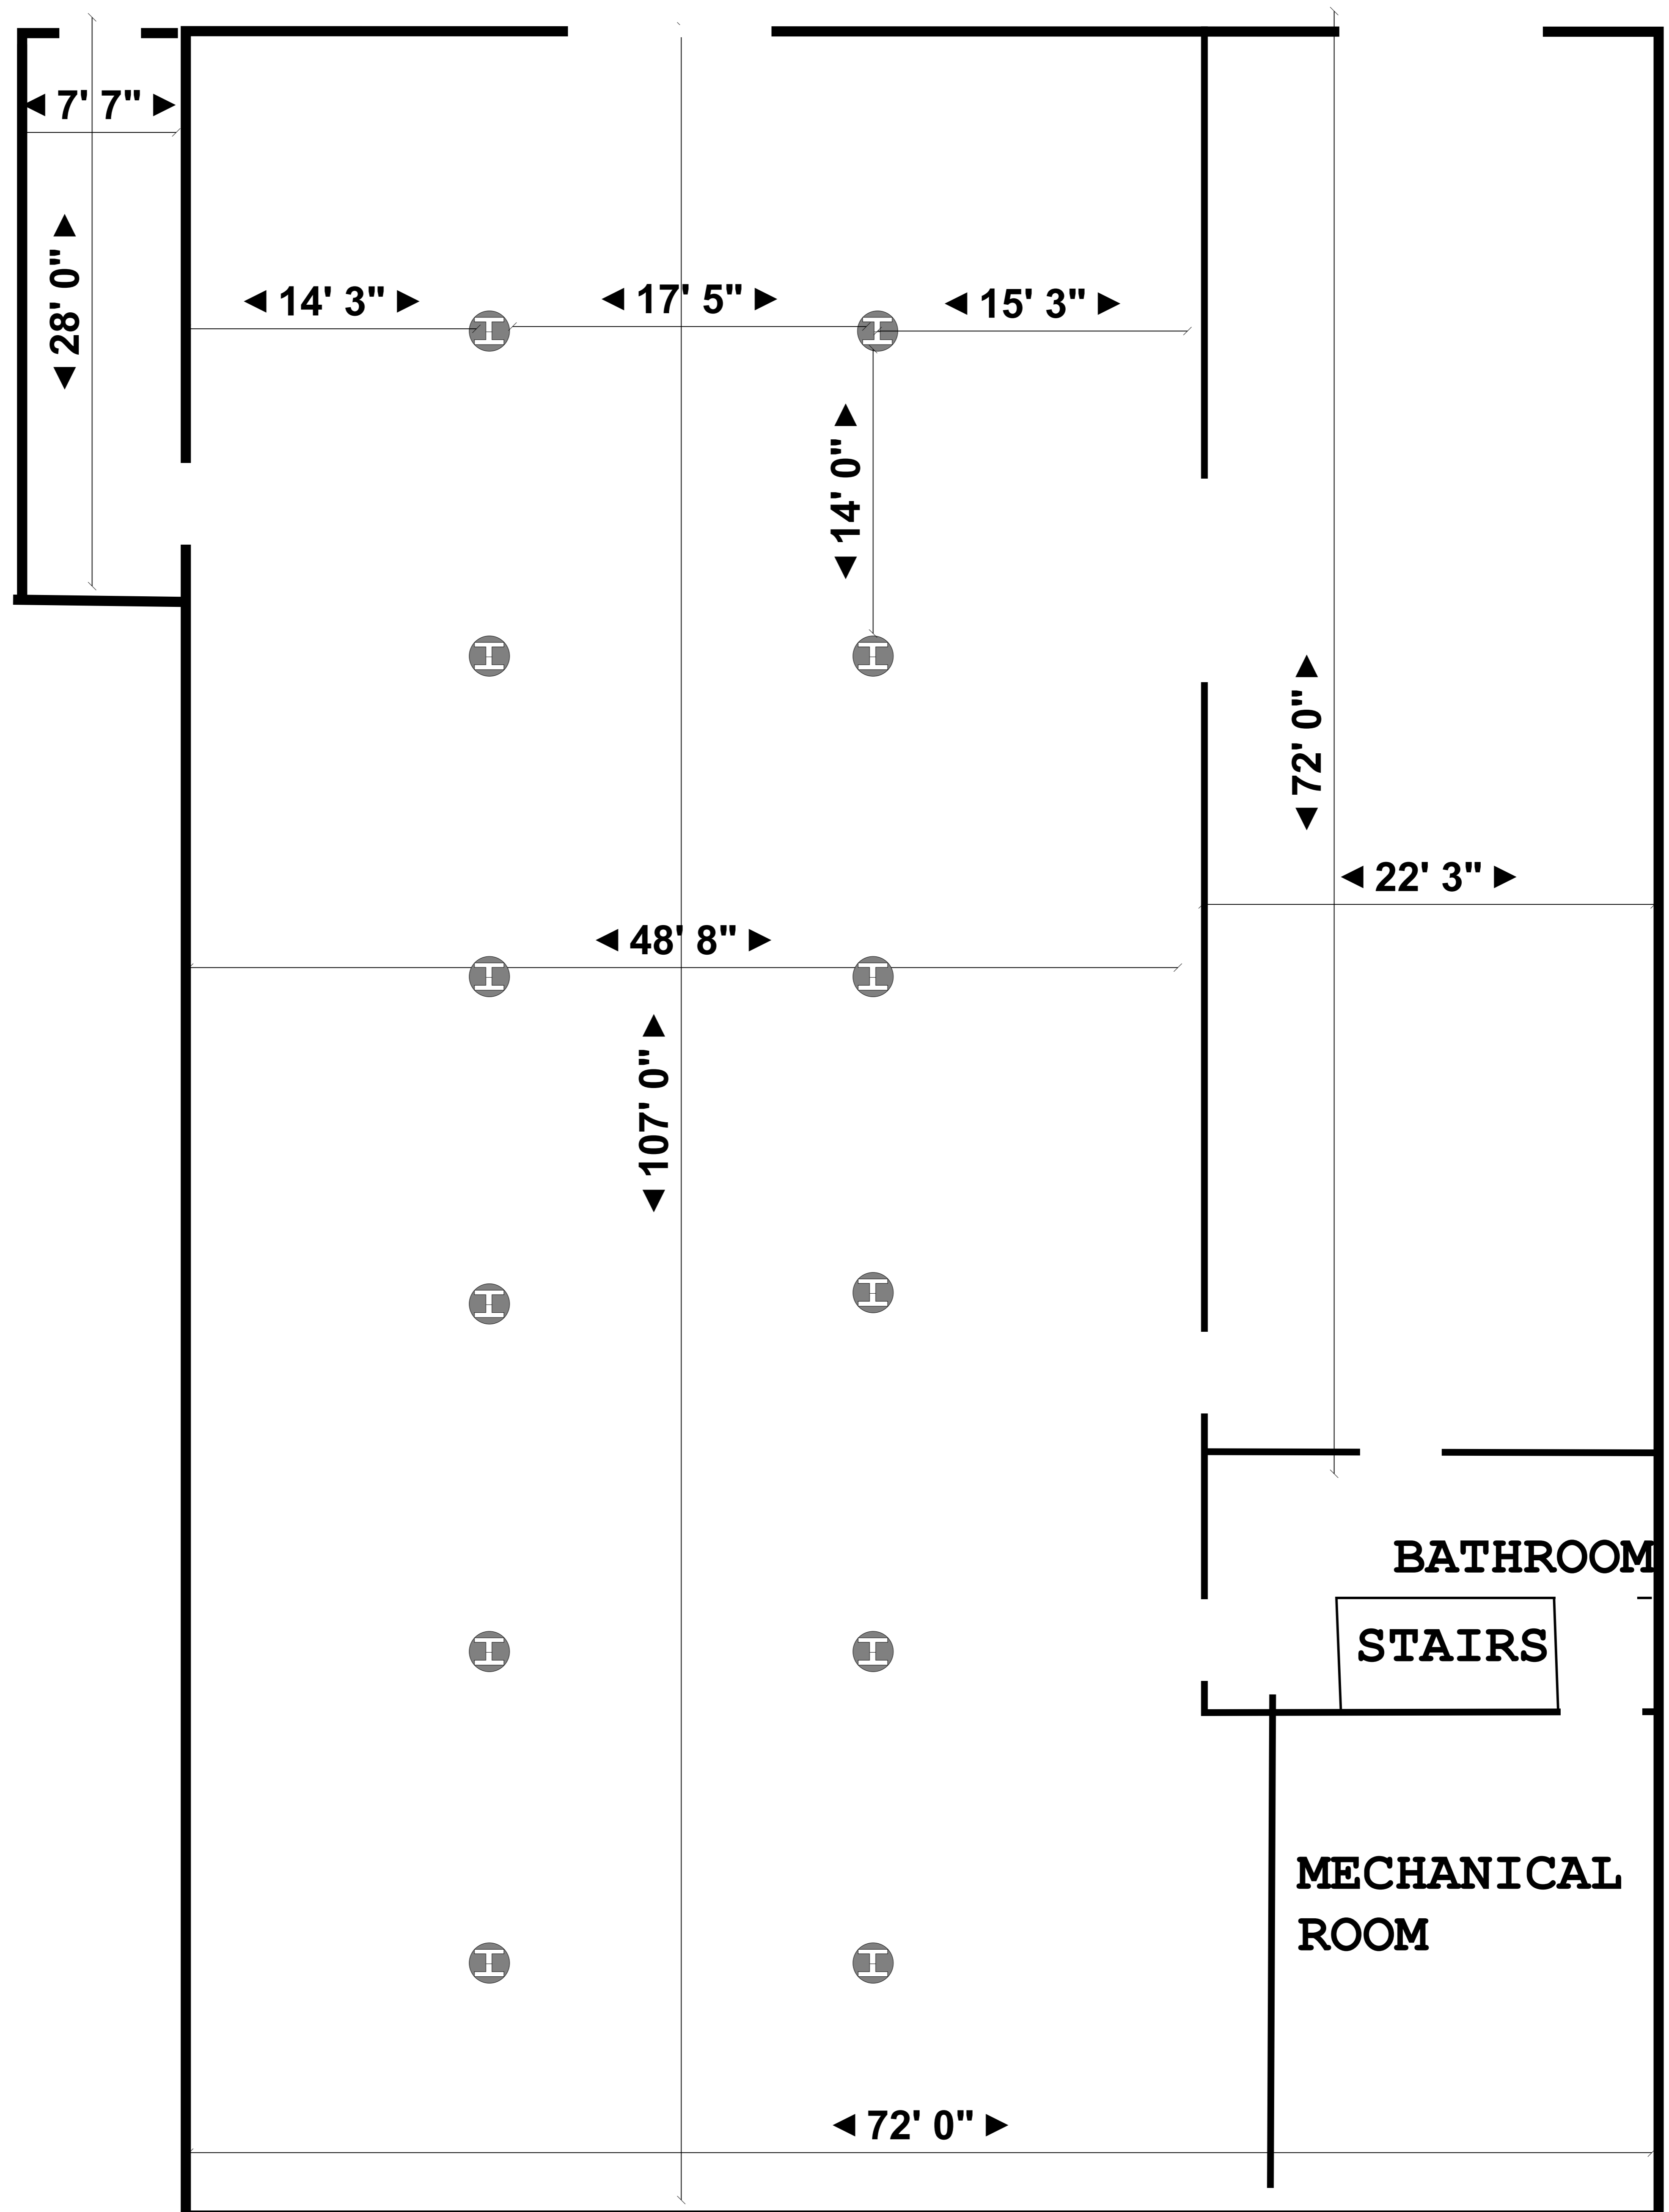 7' 7"
28' 0"
14' 3"
17' 5"
15' 3"
14' 0"
72' 0"
22' 3"
48' 8"
107' 0"
BATHROOM
STAIRS
MECHANICAL
ROOM
72' 0"